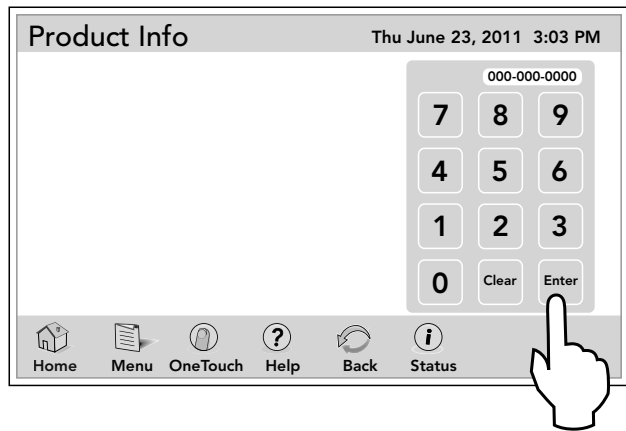 Product Info Thu June 23, 2011 3:03 PM
000-000-0000
7 8 9
4 5 6
1 2 3
0 Clear Enter
? i
Home Menu OneTouch Help Back Status